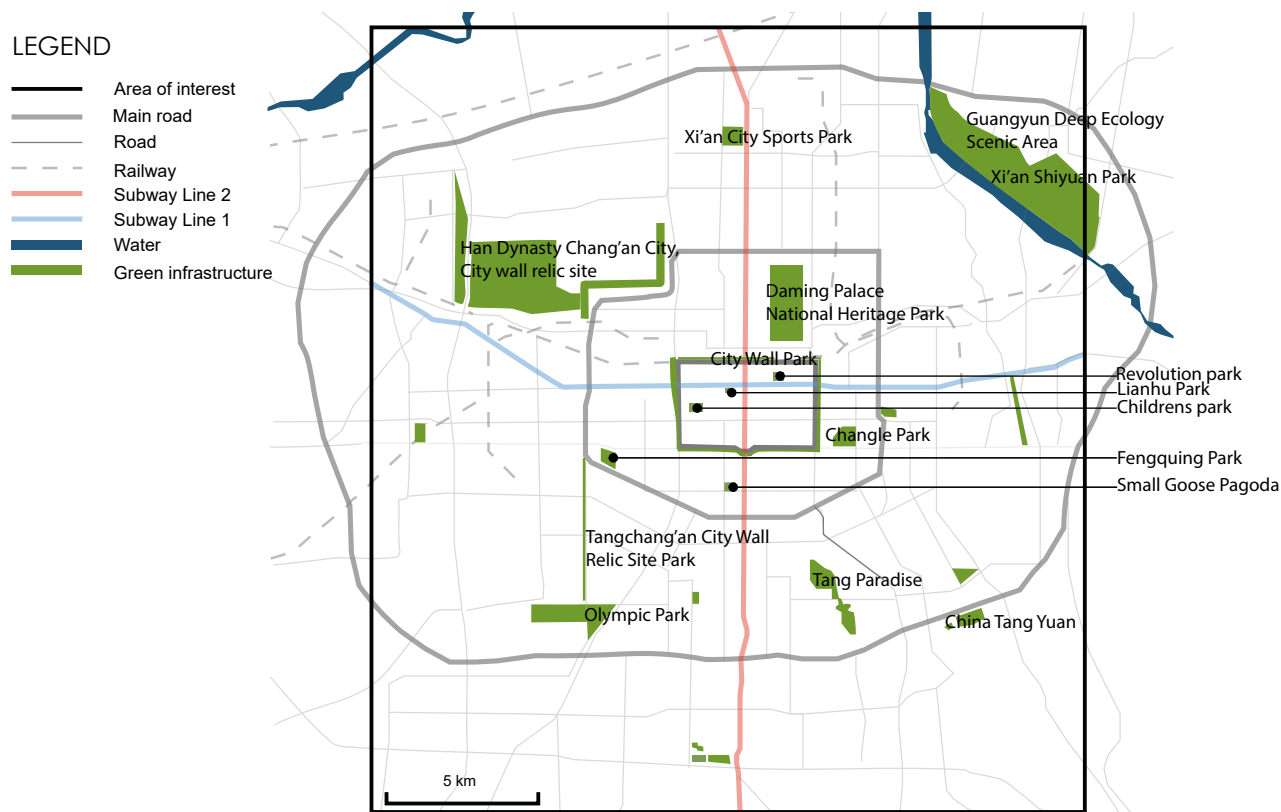 LEGEND
Area of interest
Main road
Road
Railway
Subway Line 2
Subway Line 1
Water
Green infrastructure
Xi'an City Sports Park
Guangyun Deep Ecology
Scenic Area
Xi'an Shiyuan Park
Han Dynasty Chang'an City,
City wall relic site
Daming Palace
National Heritage Park
City Wall Park
Revolution park
Lianhu Park
Childrens park
Changle Park
Fengquing Park
Small Goose Pagoda
Tangchang'an City Wall
Relic Site Park
Tang Paradise
Olympic Park
China Tang Yuan
5 km